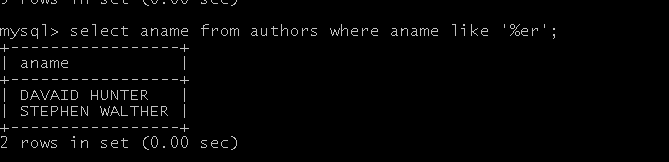 3 rows in set (0.00 sec)
mysql> select aname from authors where aname like '%er';
+-----------------+
| aname           |
+-----------------+
| DAVAID HUNTER   |
| STEPHEN WALTHER |
+-----------------+
2 rows in set (0.00 sec)